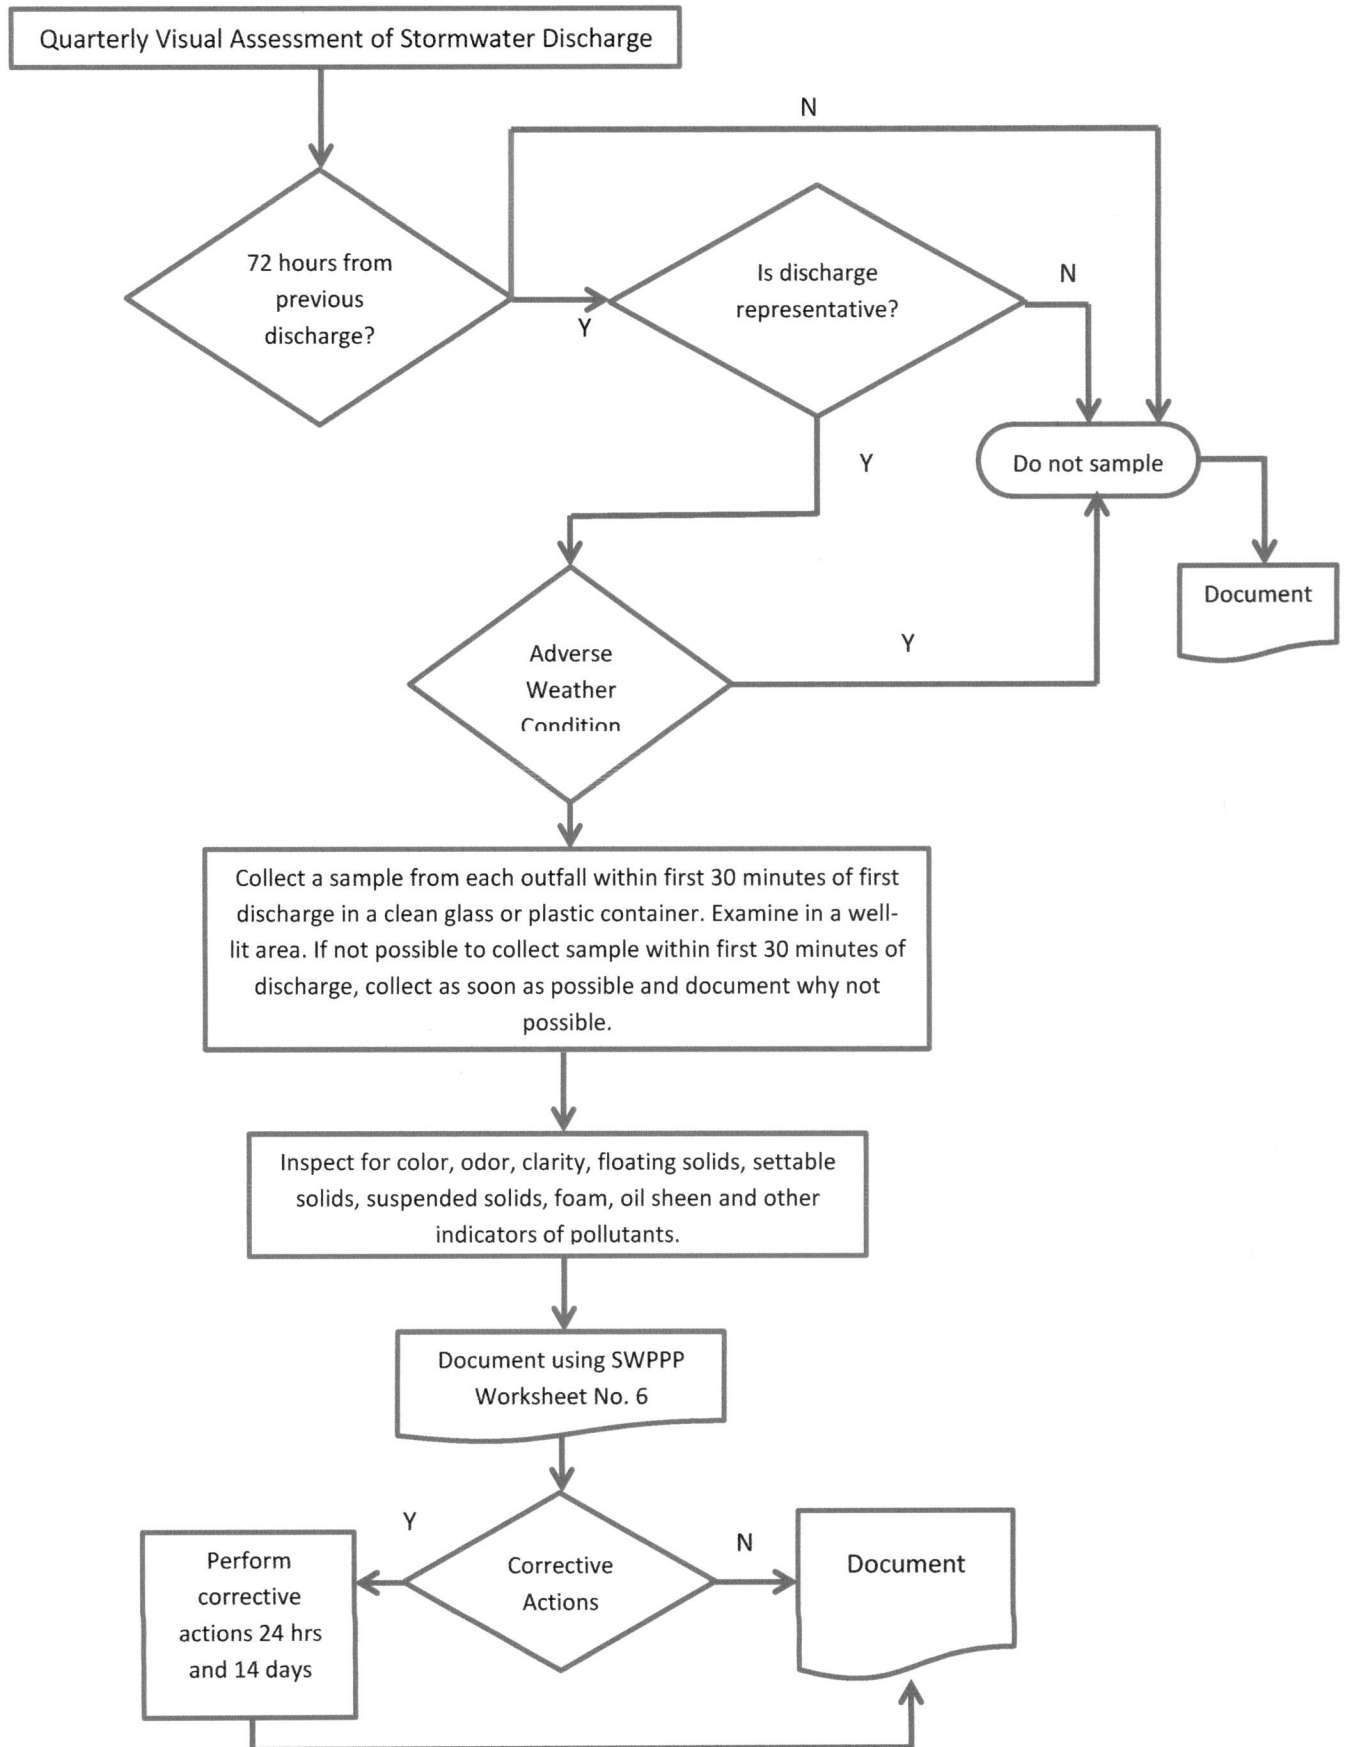 Quarterly Visual Assessment of Stormwater Discharge
N
72 hours from
previous
discharge?
Y
Is discharge
representative?
N
Y
Do not sample
Document
Adverse
Weather
Condition
Y
Collect a sample from each outfall within first 30 minutes of first
discharge in a clean glass or plastic container. Examine in a well-
lit area. If not possible to collect sample within first 30 minutes of
discharge, collect as soon as possible and document why not
possible.
Inspect for color, odor, clarity, floating solids, settable
solids, suspended solids, foam, oil sheen and other
indicators of pollutants.
Document using SWPPP
Worksheet No. 6
Y
Corrective
Actions
N
Perform
corrective
actions 24 hrs
and 14 days
Document